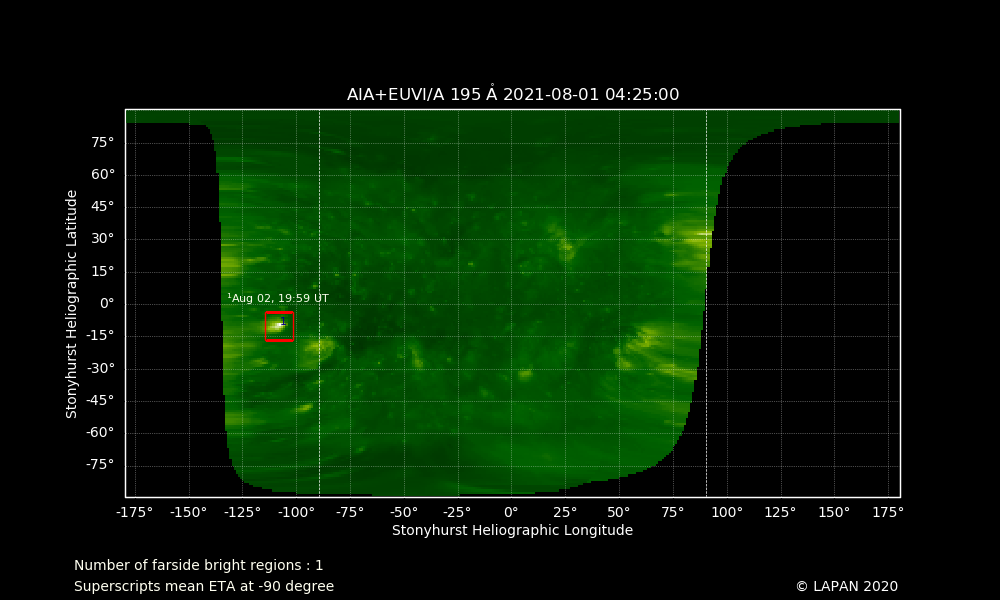 AIA+EUVI/A 195 Å 2021-08-01 04:25:00
75°
60°
45°
30°
15°
0°
-15°
-30°
-45°
-60°
-75°
Stonyhurst Heliographic Latitude
¹Aug 02, 19:59 UT
-175° -150° -125° -100° -75° -50° -25° 0° 25° 50° 75° 100° 125° 150° 175°
Stonyhurst Heliographic Longitude
Number of farside bright regions : 1
Superscripts mean ETA at -90 degree
© LAPAN 2020